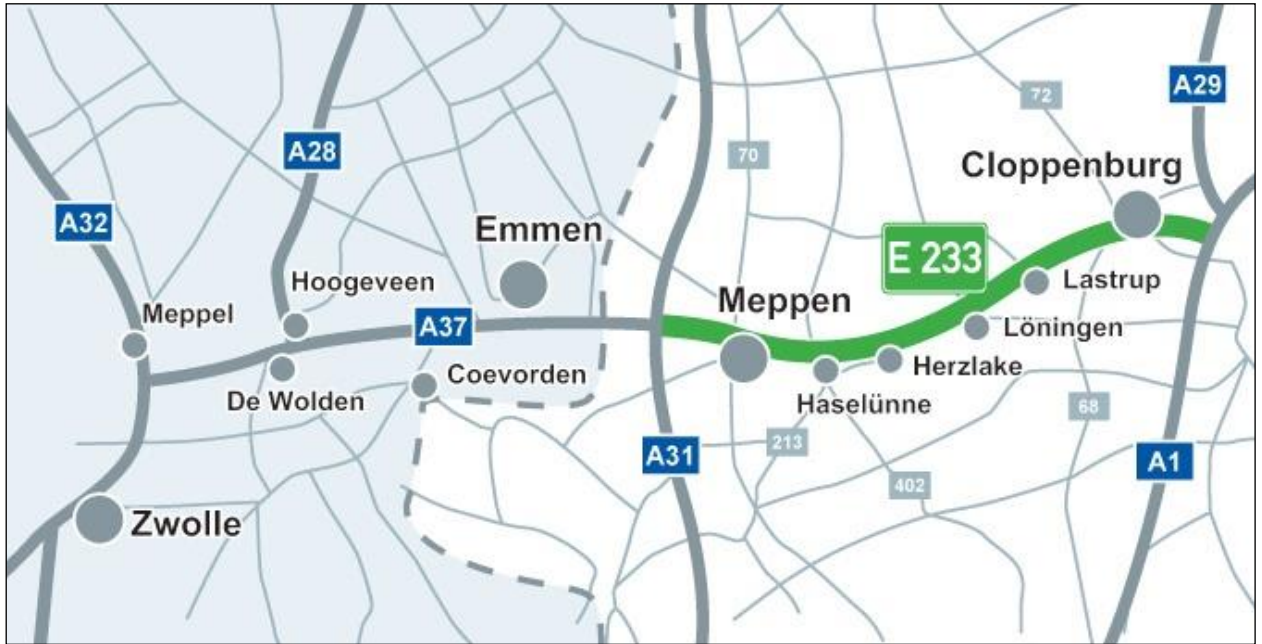 A29
72
A28
70
Cloppenburg
A32
Emmen
E 233
Hoogeveen
Lastrup
Meppen
Meppel
A37
Löningen
Herzlake
Coevorden
De Wolden
Haselünne
68
213
A31
A1
402
Zwolle